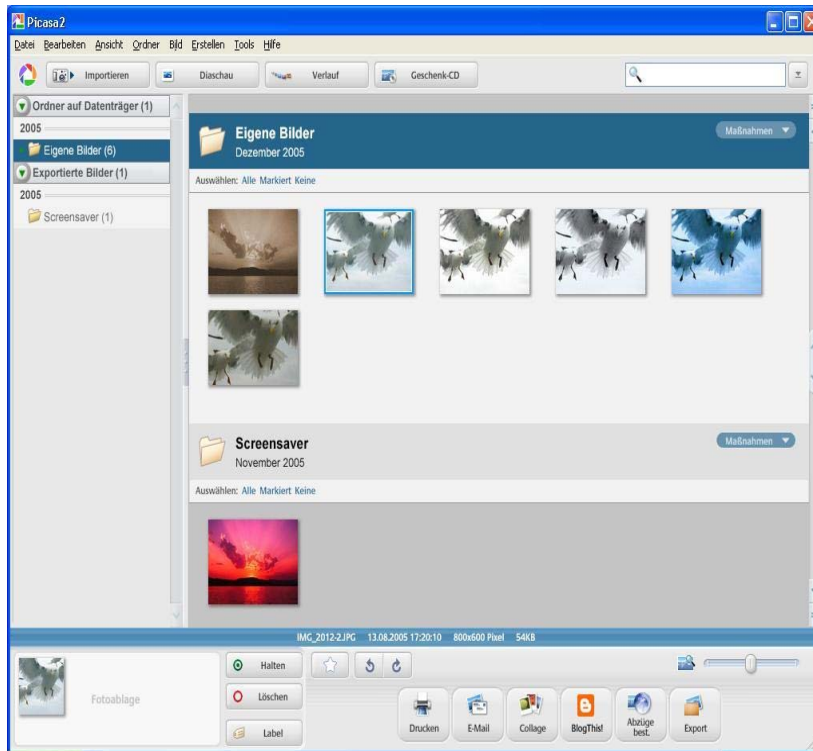 Picasa2
Datei Bearbeiten Ansicht Ordner Bild Erstellen Tools Hilfe
Importieren Diaschau Verlauf Geschenk-CD
Ordner auf Datenträger (1)
2005
Eigene Bilder (6)
Exportierte Bilder (1)
2005
Screensaver (1)
Eigene Bilder
Maßnahmen
Dezember 2005
Auswählen: Alle Markiert Keine
Screensaver
Maßnahmen
November 2005
Auswählen: Alle Markiert Keine
IMG_2012-2.JPG 13.08.2005 17:20:10 800x600 Pixel 54KB
Fotoablage
Halten
Löschen
Label
Drucken E-Mail Collage BlogThis! Abzüge best. Export